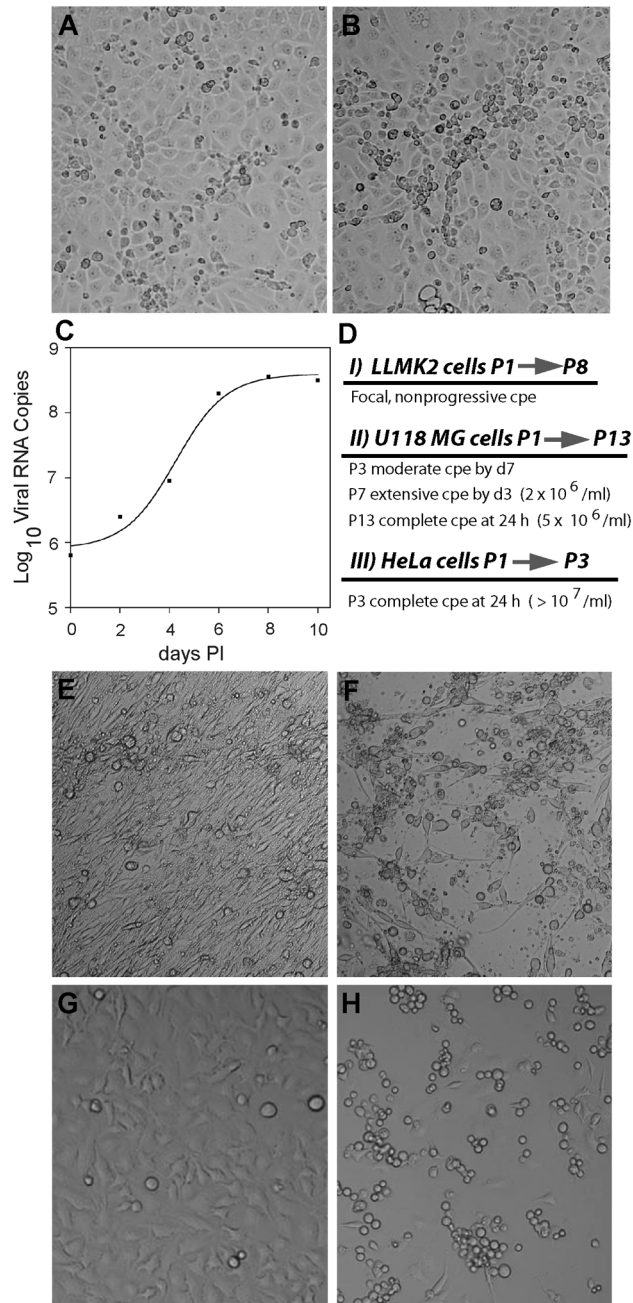 A
B
C
9
8
7
6
5
Log10 Viral RNA Copies
0 2 4 6 8 10
days PI
D
I) LLMK2 cells P1 → P8
Focal, nonprogressive cpe
II) U118 MG cells P1 → P13
P3 moderate cpe by d7
P7 extensive cpe by d3 (2 x 10^6/ml)
P13 complete cpe at 24 h (5 x 10^6/ml)
III) HeLa cells P1 → P3
P3 complete cpe at 24 h ( > 10^7/ml)
E
F
G
H